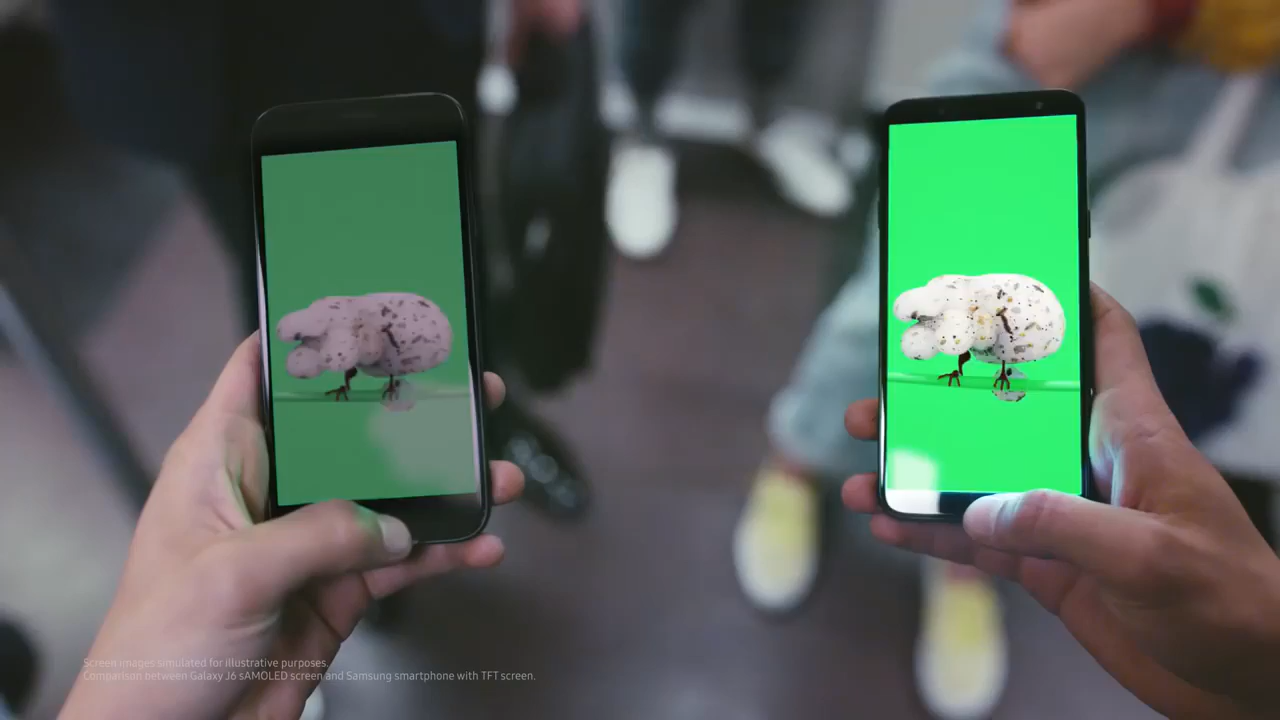 Screen images simulated for illustrative purposes.
Comparison between Galaxy J6 sAMOLED screen and Samsung smartphone with TFT screen.